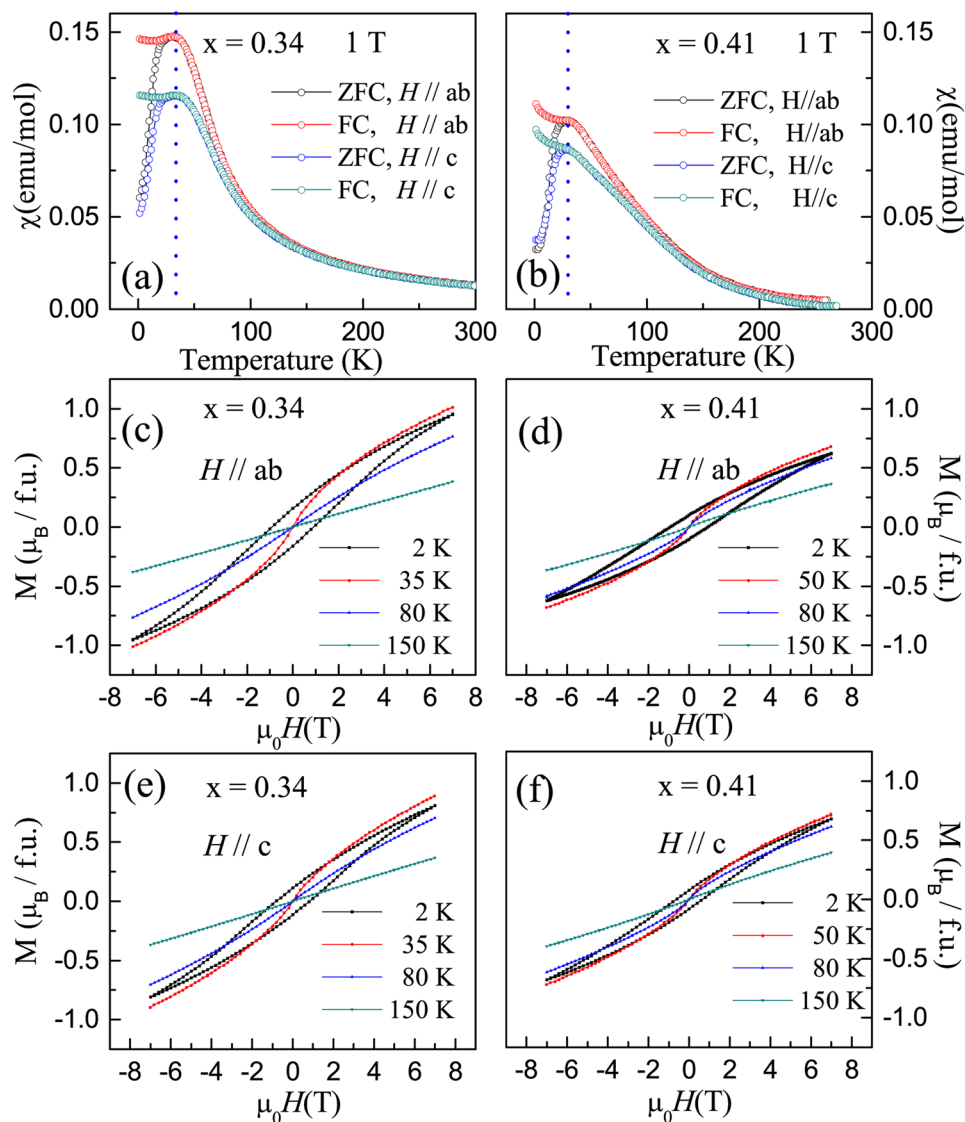 0.15
0.10
0.05
0.00
χ(emu/mol)
x = 0.34 1 T
ZFC, H // ab
FC, H // ab
ZFC, H // c
FC, H // c
(a)
0 100 200 300
Temperature (K)
x = 0.41 1 T
ZFC, H//ab
FC, H//ab
ZFC, H//c
FC, H//c
(b)
0 100 200 300
Temperature (K)
0.15
0.10
0.05
0.00
χ(emu/mol)
1.0
0.5
0.0
-0.5
-1.0
M (μB / f.u.)
(c)
x = 0.34
H // ab
2 K
35 K
80 K
150 K
-8 -6 -4 -2 0 2 4 6 8
μ0H(T)
(d)
x = 0.41
H // ab
2 K
50 K
80 K
150 K
-8 -6 -4 -2 0 2 4 6 8
μ0H(T)
1.0
0.5
0.0
-0.5
-1.0
M (μB / f.u.)
1.0
0.5
0.0
-0.5
-1.0
M (μB / f.u.)
(e)
x = 0.34
H // c
2 K
35 K
80 K
150 K
-8 -6 -4 -2 0 2 4 6 8
μ0H(T)
(f)
x = 0.41
H // c
2 K
50 K
80 K
150 K
-8 -6 -4 -2 0 2 4 6 8
μ0H(T)
1.0
0.5
0.0
-0.5
-1.0
M (μB / f.u.)